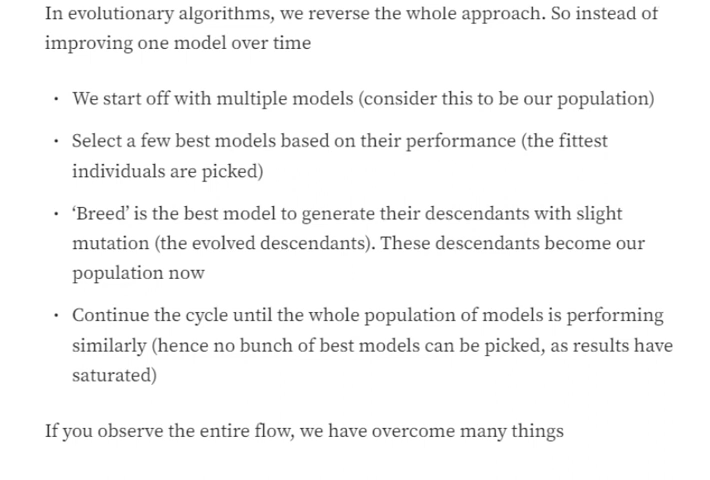 In evolutionary algorithms, we reverse the whole approach. So instead of
improving one model over time
• We start off with multiple models (consider this to be our population)
• Select a few best models based on their performance (the fittest
individuals are picked)
• ‘Breed’ is the best model to generate their descendants with slight
mutation (the evolved descendants). These descendants become our
population now
• Continue the cycle until the whole population of models is performing
similarly (hence no bunch of best models can be picked, as results have
saturated)
If you observe the entire flow, we have overcome many things